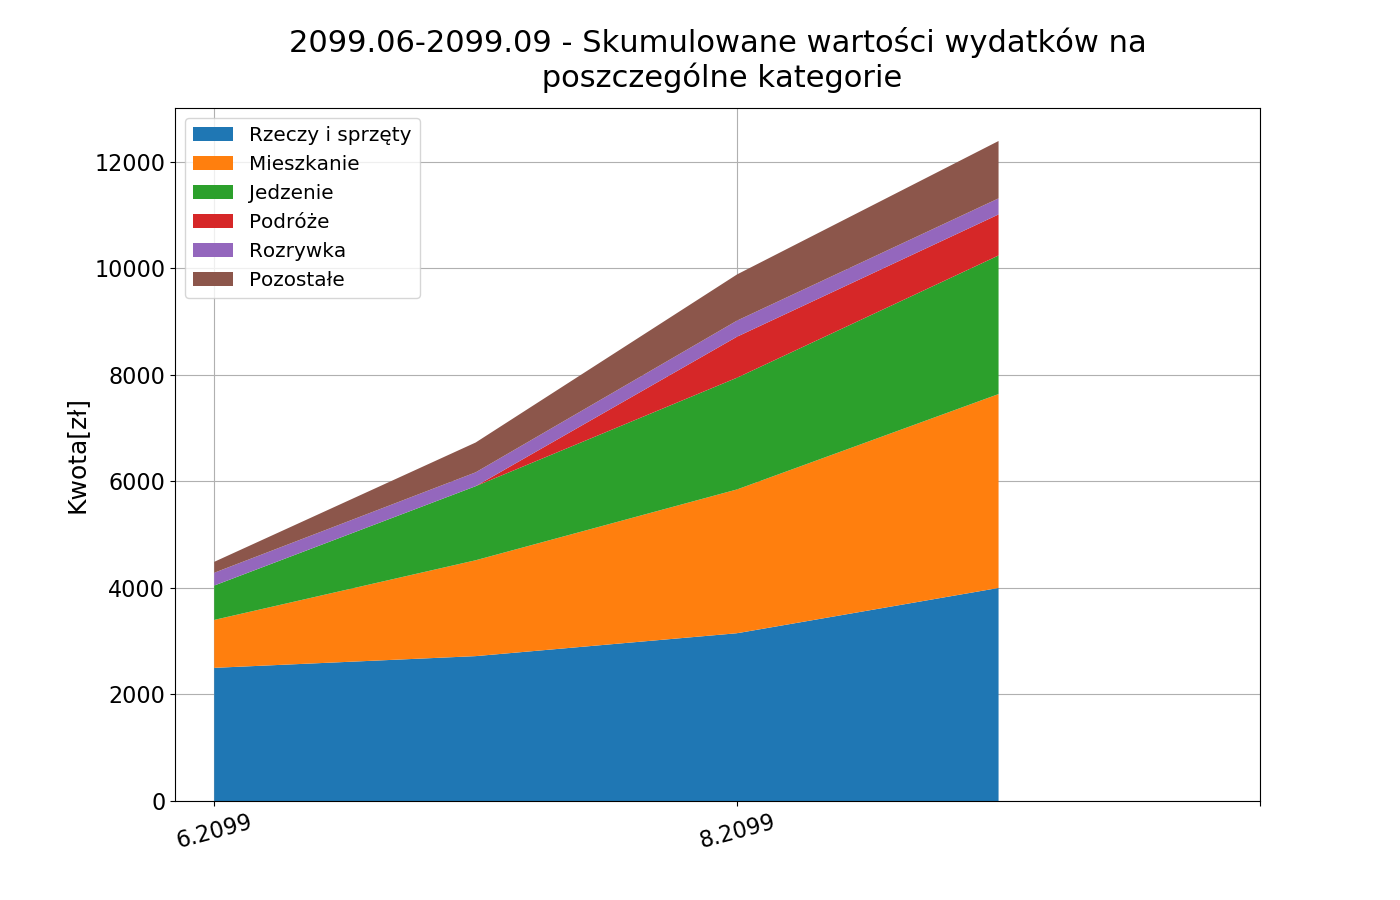 2099.06-2099.09 - Skumulowane wartości wydatków na
poszczególne kategorie
Rzeczy i sprzęty
Mieszkanie
Jedzenie
Podróże
Rozrywka
Pozostałe
Kwota[zł]
12000
10000
8000
6000
4000
2000
0
6.2099
8.2099